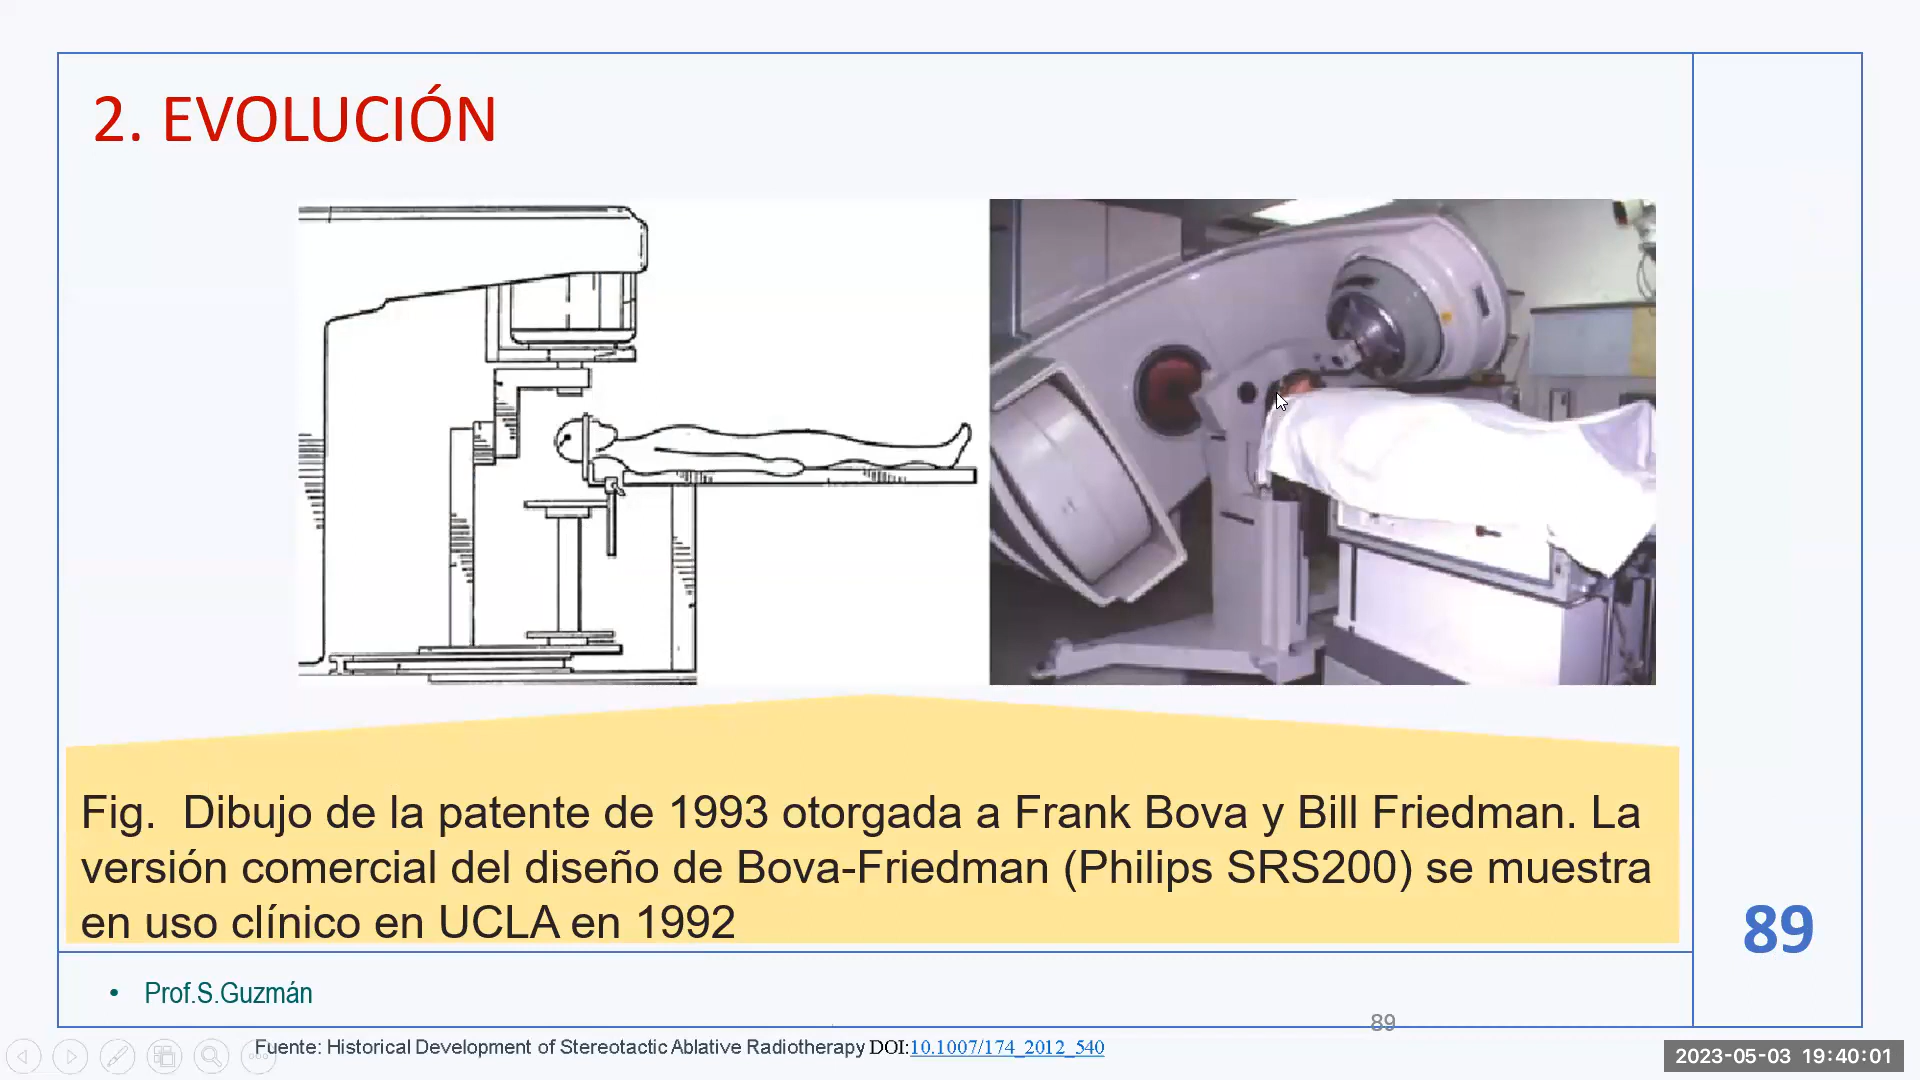 2. EVOLUCIÓN
Fig.  Dibujo de la patente de 1993 otorgada a Frank Bova y Bill Friedman. La
versión comercial del diseño de Bova-Friedman (Philips SRS200) se muestra
en uso clínico en UCLA en 1992
89
• Prof.S.Guzmán
89
Fuente: Historical Development of Stereotactic Ablative Radiotherapy DOI:10.1007/174_2012_540
2023-05-03 19:40:01